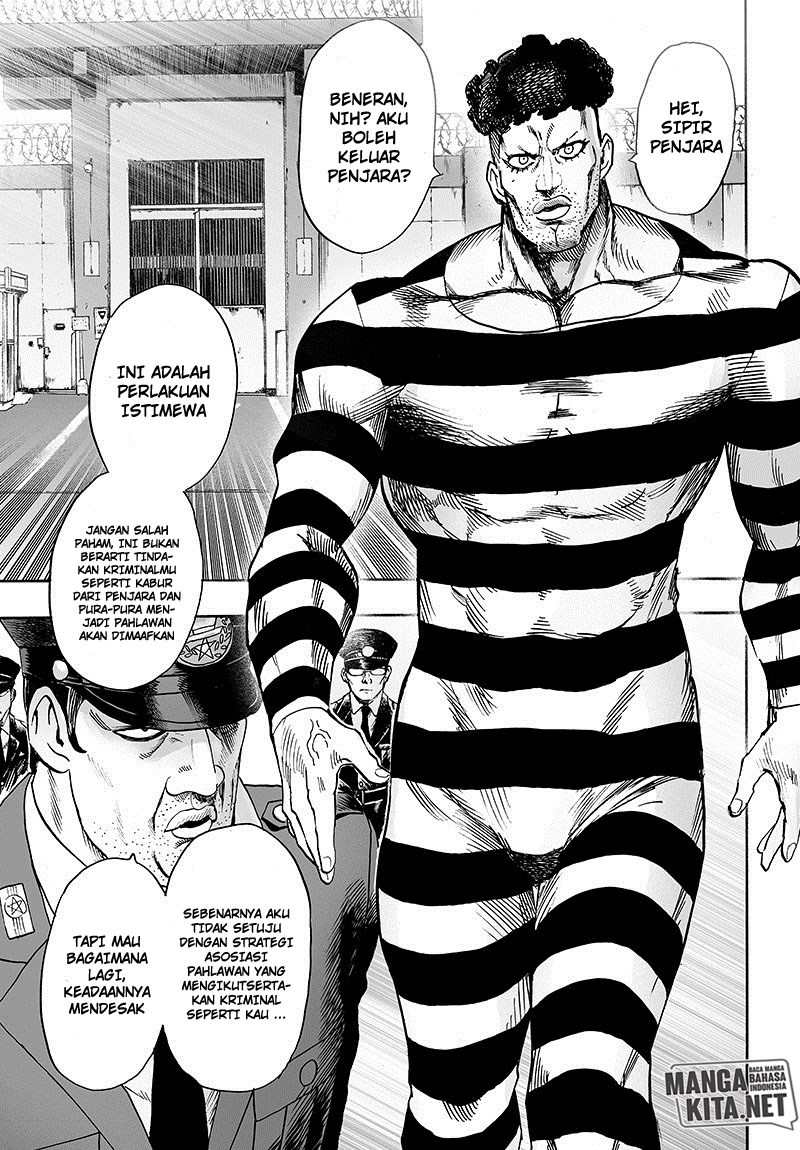 HEI,
SIPIR
PENJARA
BENERAN,
NIH? AKU
BOLEH
KELUAR
PENJARA?
INI ADALAH
PERLAKUAN
ISTIMEWA
JANGAN SALAH
PAHAM, INI BUKAN
BERARTI TINDA-
KAN KRIMINALMU
SEPERTI KABUR
DARI PENJARA DAN
PURA-PURA MEN-
JADI PAHLAWAN
AKAN DIMAAFKAN
SEBENARNYA AKU
TIDAK SETUJU
DENGAN STRATEGI
ASOSIASI
PAHLAWAN YANG
MENGIKUTSERTA-
KAN KRIMINAL
SEPERTI KAU ...
TAPI MAU
BAGAIMANA
LAGI,
KEADAANNYA
MENDESAK
MANGA
BACA MANGA
BAHASA
INDONESIA
KITA.NET